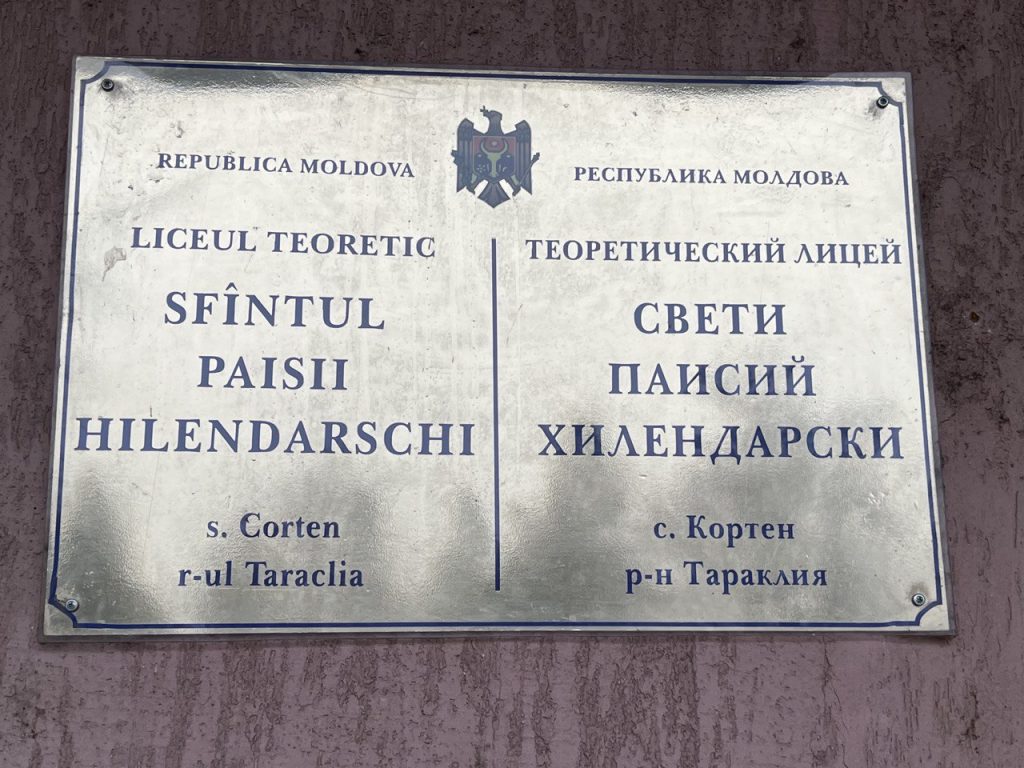 REPUBLICA MOLDOVA
LICEUL TEORETIC
SFÎNTUL
PAISII
HILENDARSCHI
s. Corten
r-ul Taraclia
РЕСПУБЛИКА МОЛДОВА
ТЕОРЕТИЧЕСКИЙ ЛИЦЕЙ
СВЕТИ
ПАИСИЙ
ХИЛЕНДАРСКИ
с. Кортен
р-н Тараклия